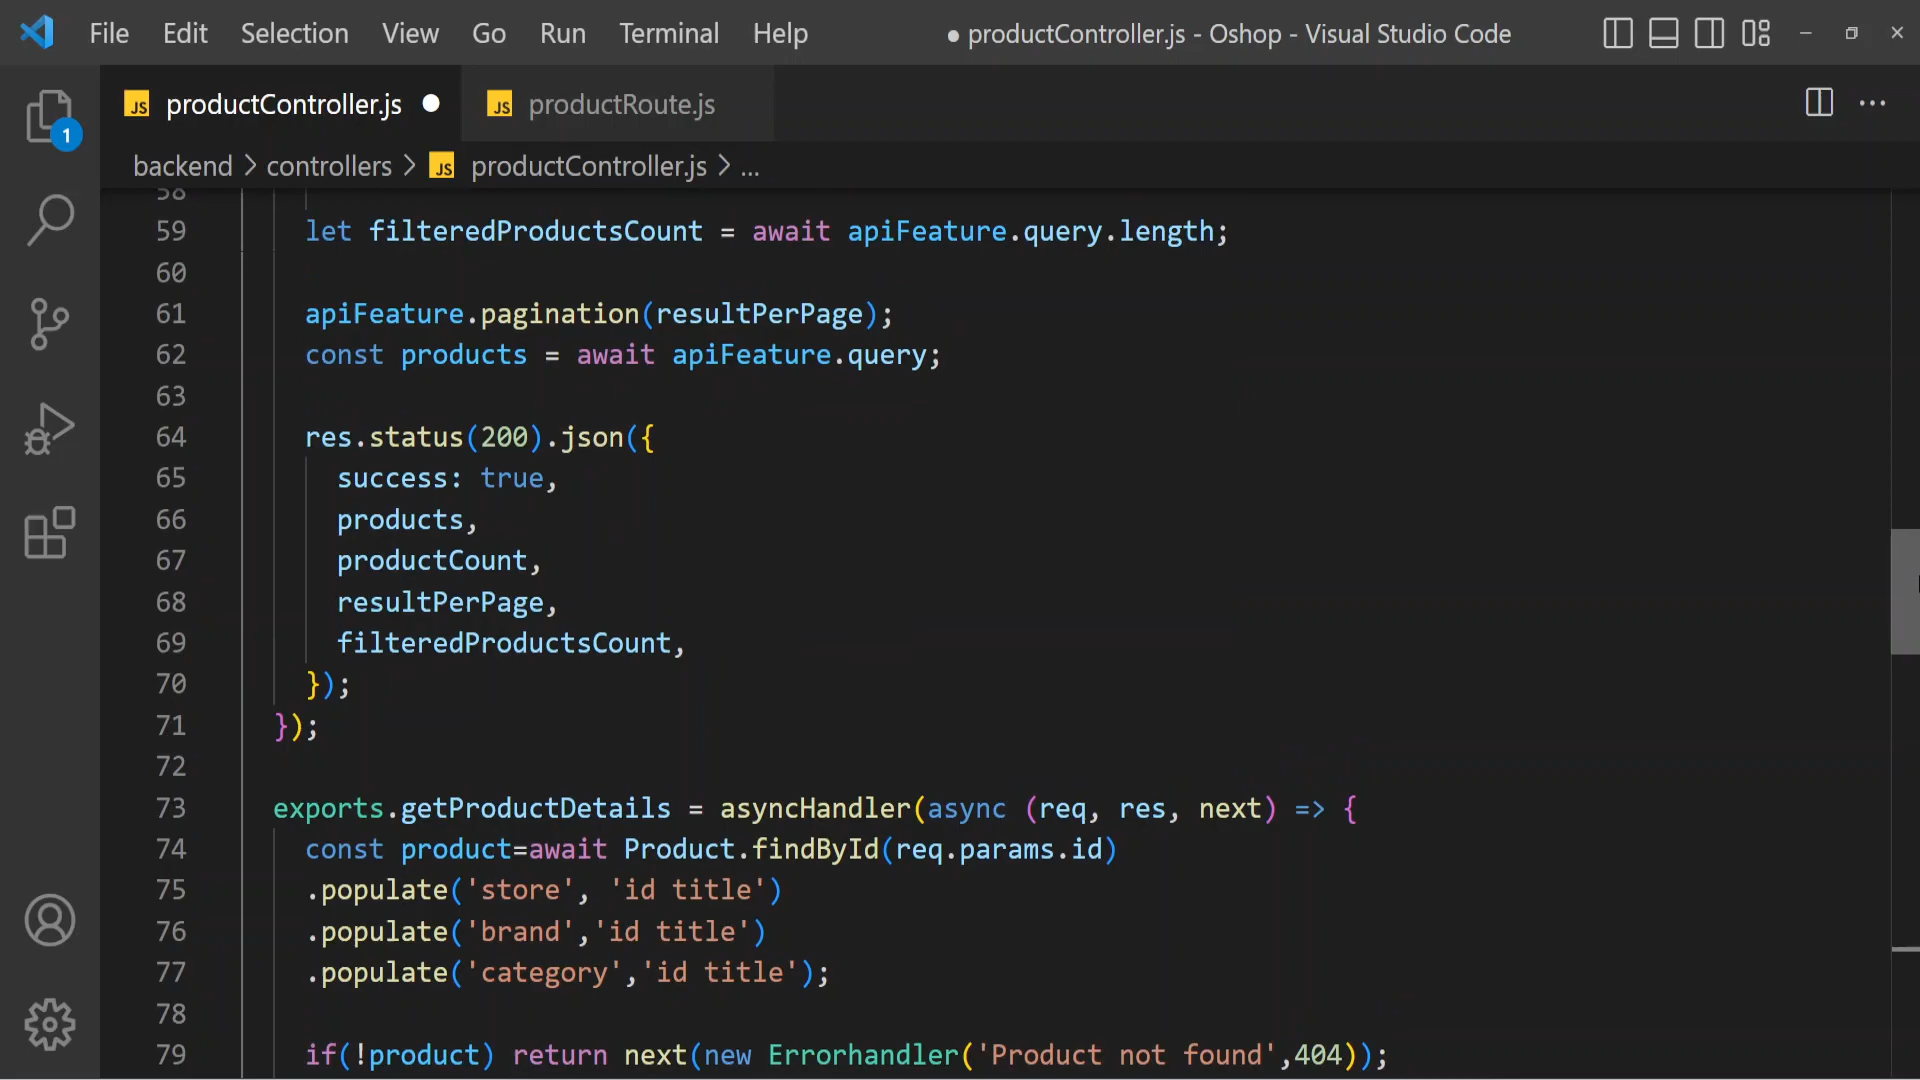 File Edit Selection View Go Run Terminal Help ● productController.js - Oshop - Visual Studio Code
JS productController.js ● JS productRoute.js ...
1
backend > controllers > JS productController.js > ...
58
59 let filteredProductsCount = await apiFeature.query.length;
60
61 apiFeature.pagination(resultPerPage);
62 const products = await apiFeature.query;
63
64 res.status(200).json({
65 success: true,
66 products,
67 productCount,
68 resultPerPage,
69 filteredProductsCount,
70 });
71 });
72
73 exports.getProductDetails = asyncHandler(async (req, res, next) => {
74 const product=await Product.findById(req.params.id)
75 .populate('store', 'id title')
76 .populate('brand','id title')
77 .populate('category','id title');
78
79 if(!product) return next(new Errorhandler('Product not found',404));